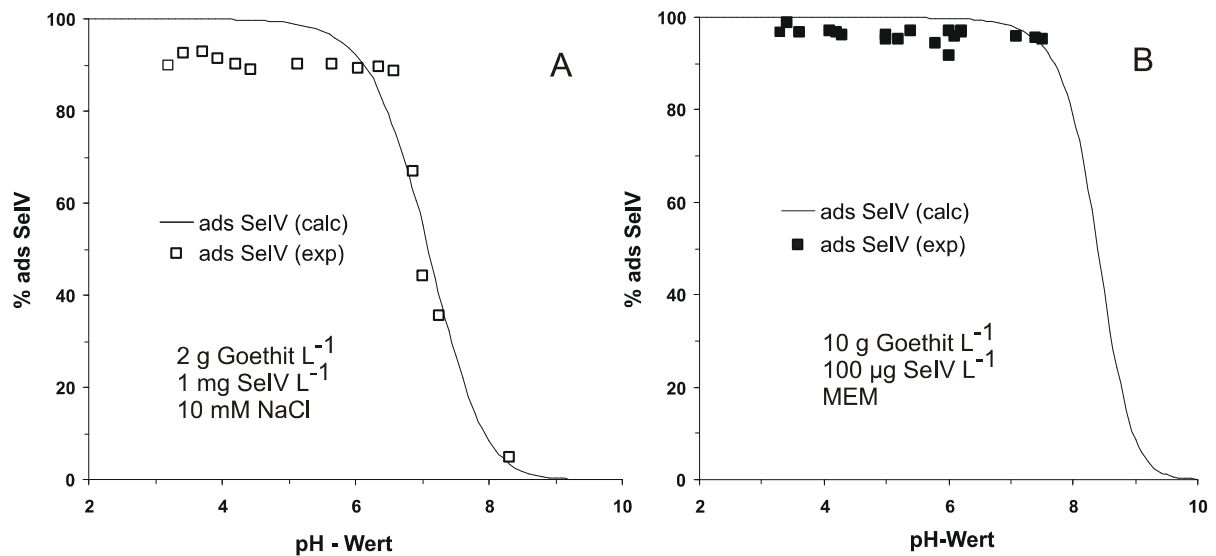 100
80
60
40
20
0
% ads SeIV
A
ads SeIV (calc)
ads SeIV (exp)
2 g Goethit L⁻¹
1 mg SeIV L⁻¹
10 mM NaCl
2 4 6 8 10
pH - Wert
100
80
60
40
20
0
% ads SeIV
B
ads SeIV (calc)
ads SeIV (exp)
10 g Goethit L⁻¹
100 µg SeIV L⁻¹
MEM
2 4 6 8 10
pH-Wert